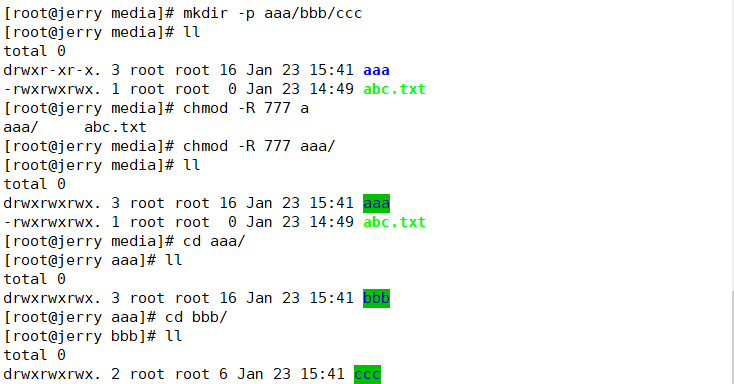 [root@jerry media]# mkdir -p aaa/bbb/ccc
[root@jerry media]# ll
total 0
drwxr-xr-x. 3 root root 16 Jan 23 15:41 aaa
-rwxrwxrwx. 1 root root  0 Jan 23 14:49 abc.txt
[root@jerry media]# chmod -R 777 a
aaa/     abc.txt
[root@jerry media]# chmod -R 777 aaa/
[root@jerry media]# ll
total 0
drwxrwxrwx. 3 root root 16 Jan 23 15:41 aaa
-rwxrwxrwx. 1 root root  0 Jan 23 14:49 abc.txt
[root@jerry media]# cd aaa/
[root@jerry aaa]# ll
total 0
drwxrwxrwx. 3 root root 16 Jan 23 15:41 bbb
[root@jerry aaa]# cd bbb/
[root@jerry bbb]# ll
total 0
drwxrwxrwx. 2 root root 6 Jan 23 15:41 ccc